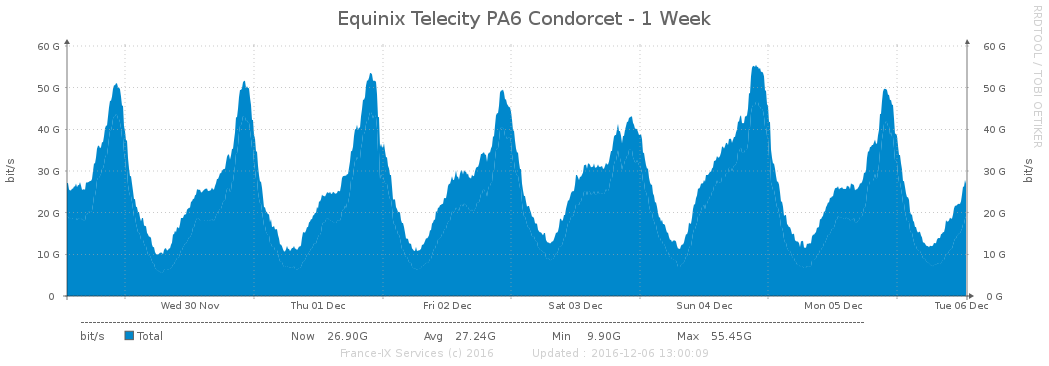 Equinix Telecity PA6 Condorcet - 1 Week
RRDTOOL / TOBI OETIKER
60 G 60 G
50 G 50 G
40 G 40 G
30 G 30 G
20 G 20 G
10 G 10 G
0 0 G
bit/s
bit/s
Wed 30 Nov Thu 01 Dec Fri 02 Dec Sat 03 Dec Sun 04 Dec Mon 05 Dec Tue 06 Dec
bit/s Total Now 26.90G Avg 27.24G Min 9.90G Max 55.45G
France-IX Services (c) 2016 Updated : 2016-12-06 13:00:09